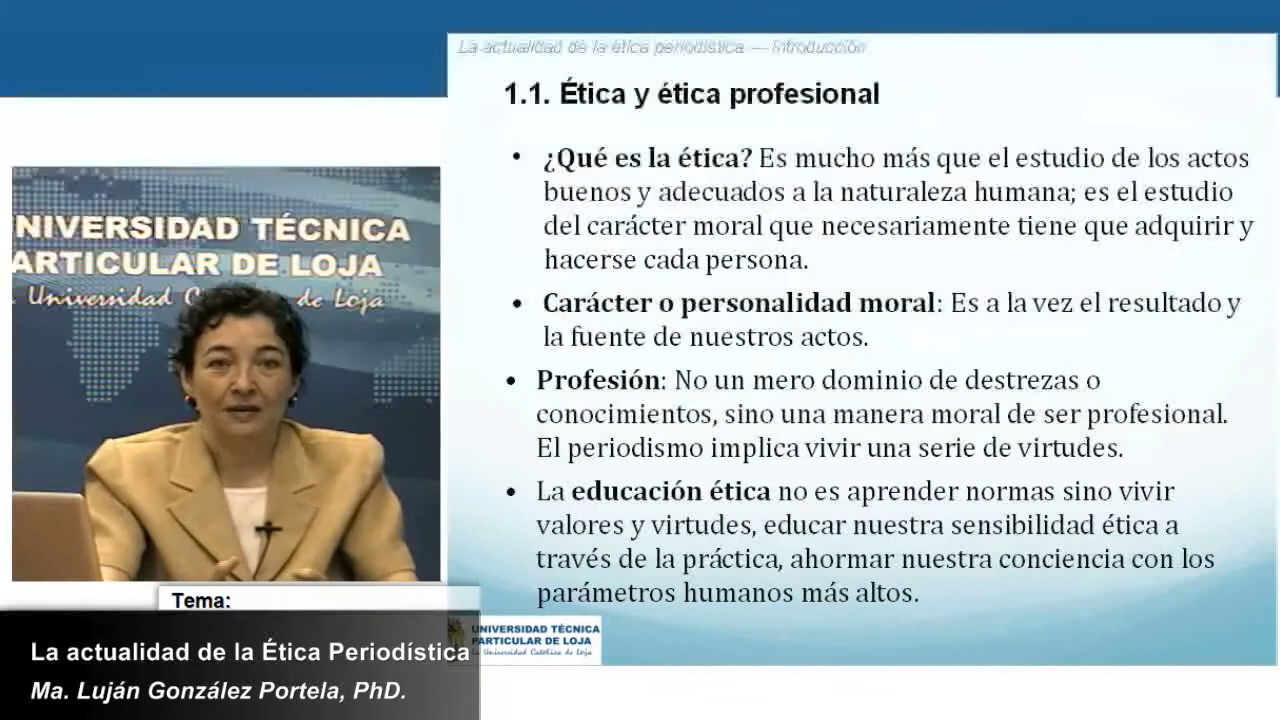 La actualidad de la ética periodística — Introducción
1.1. Ética y ética profesional
• ¿Qué es la ética? Es mucho más que el estudio de los actos
buenos y adecuados a la naturaleza humana; es el estudio
del carácter moral que necesariamente tiene que adquirir y
hacerse cada persona.
• Carácter o personalidad moral: Es a la vez el resultado y
la fuente de nuestros actos.
• Profesión: No un mero dominio de destrezas o
conocimientos, sino una manera moral de ser profesional.
El periodismo implica vivir una serie de virtudes.
• La educación ética no es aprender normas sino vivir
valores y virtudes, educar nuestra sensibilidad ética a
través de la práctica, ahormar nuestra conciencia con los
parámetros humanos más altos.
NIVERSIDAD TÉCNICA
ARTICULAR DE LOJA
Universidad C de Loja
Tema:
La actualidad de la Ética Periodística
Ma. Luján González Portela, PhD.
UNIVERSIDAD TÉCNICA
PARTICULAR DE LOJA
La Universidad Católica de Loja